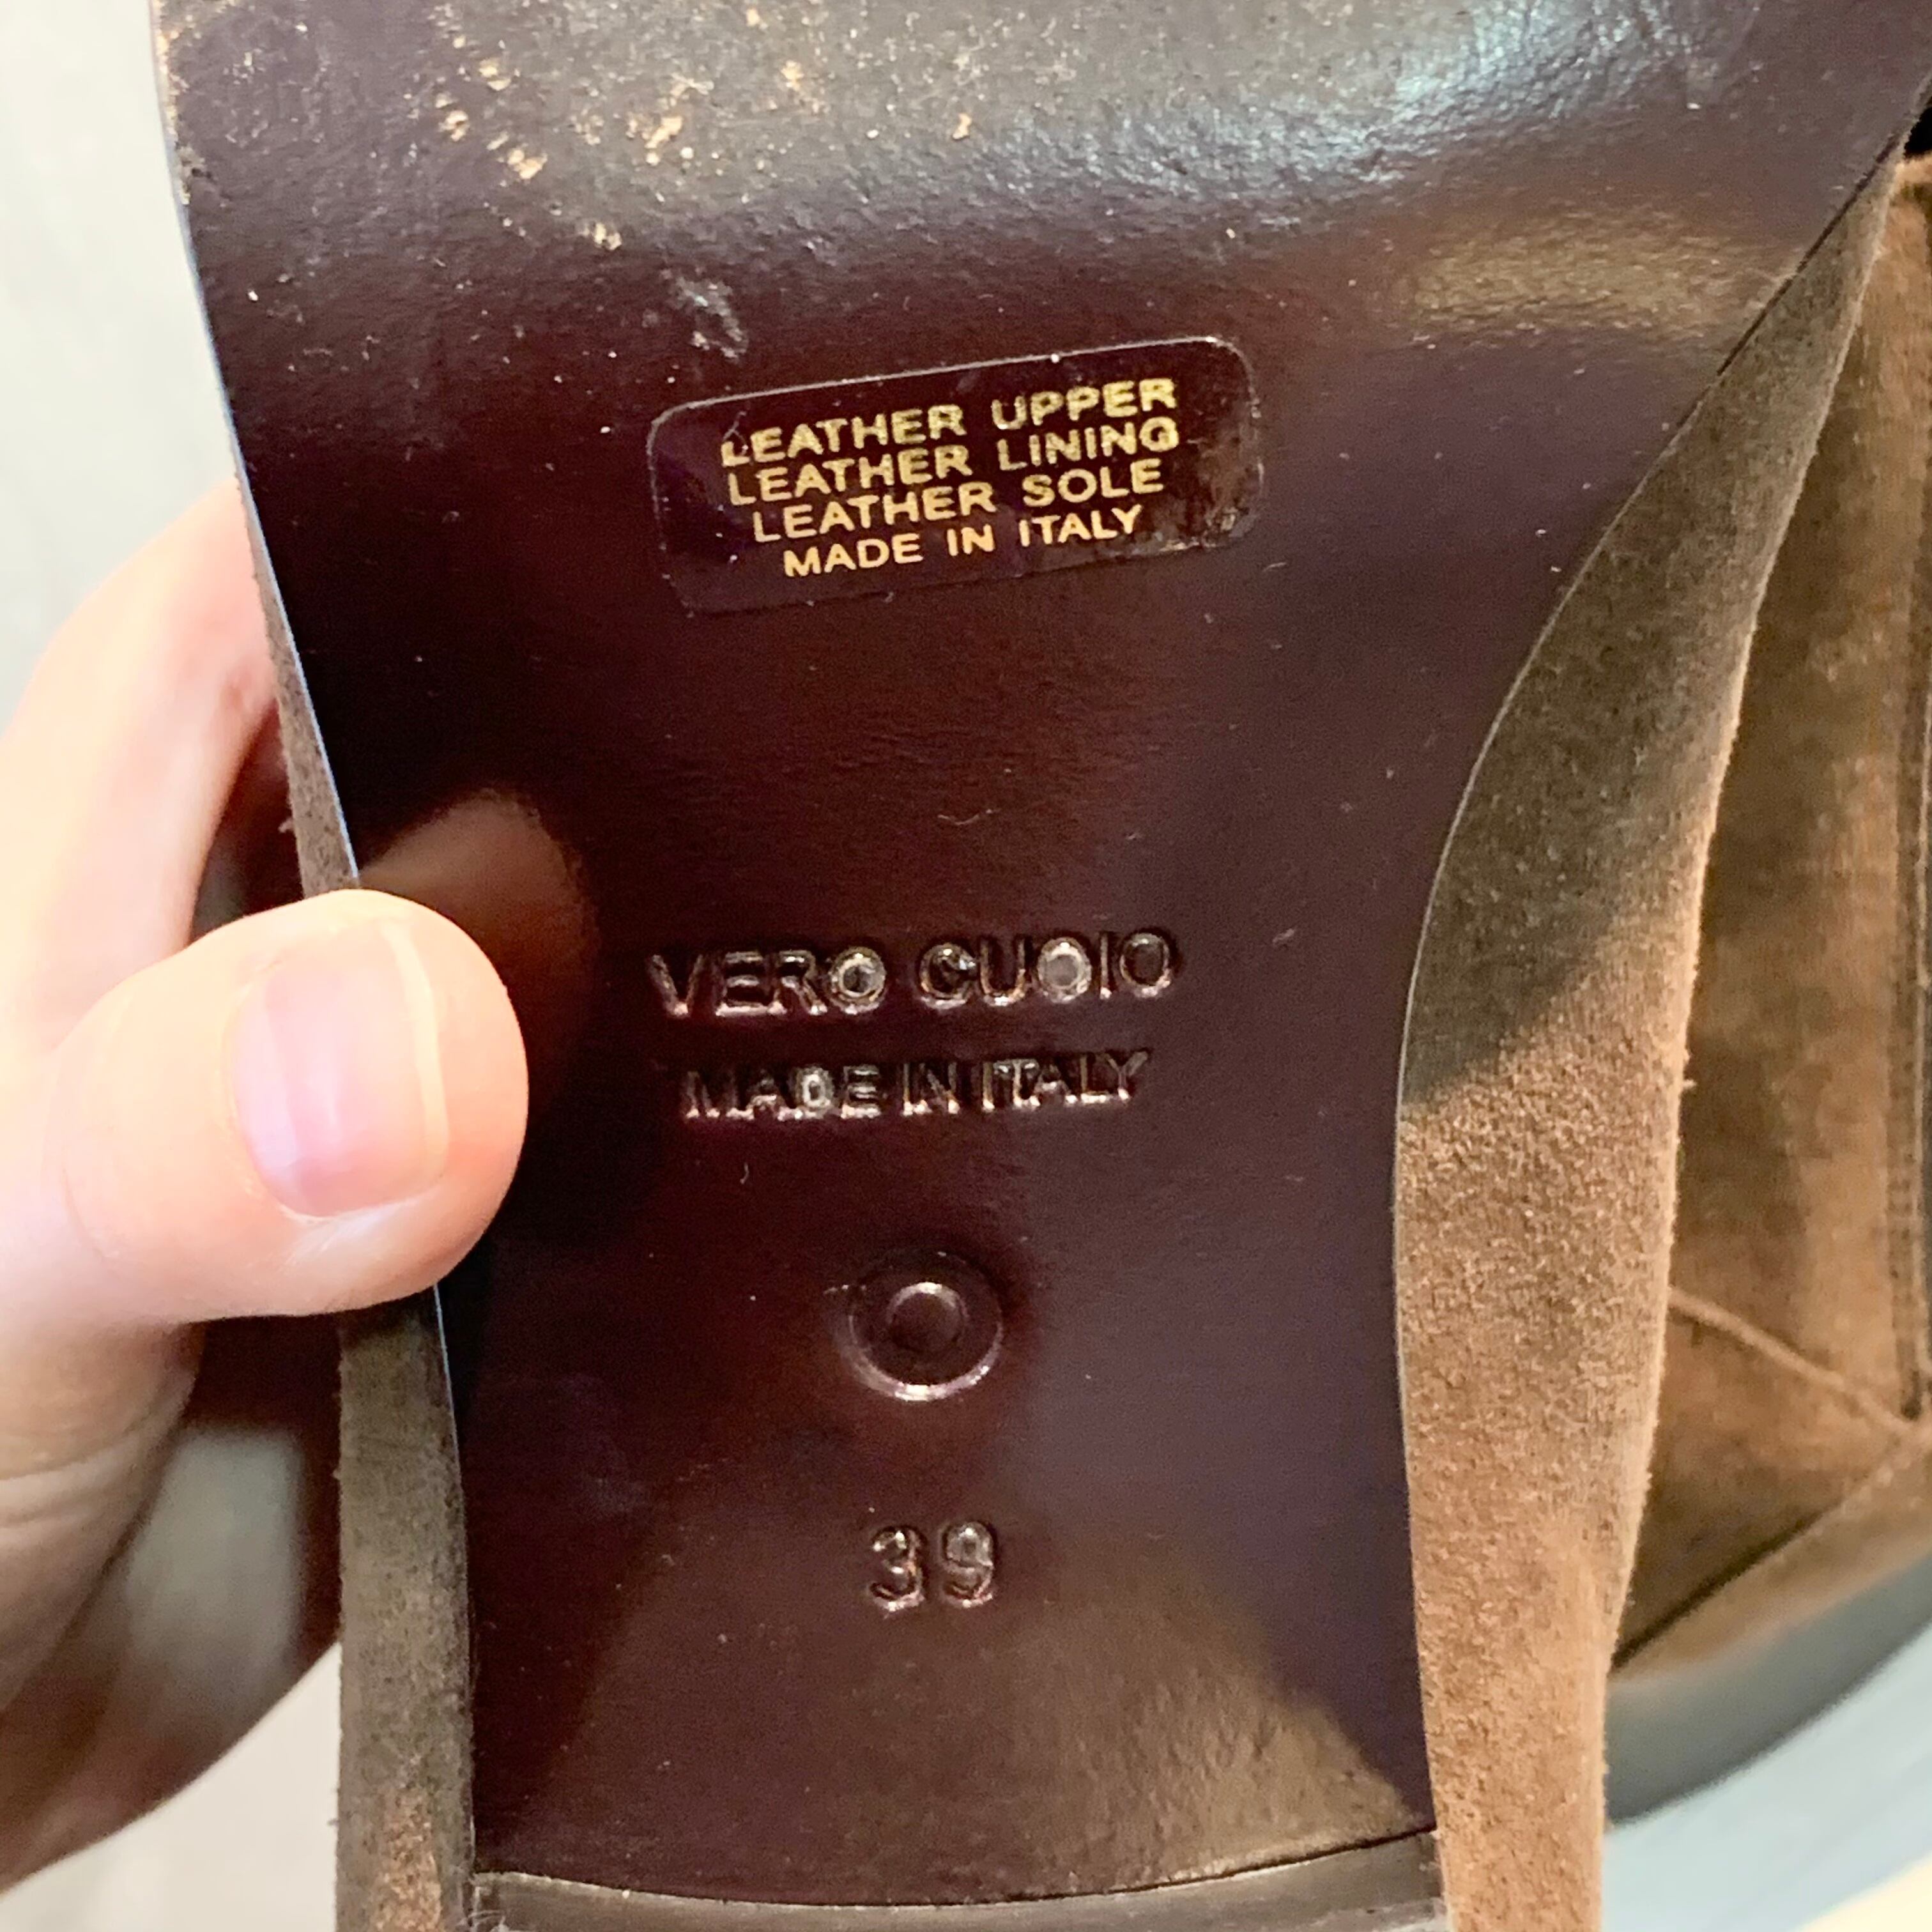 LEATHER UPPER
LEATHER LINING
LEATHER SOLE
MADE IN ITALY
VERO CUOIO
MADE IN ITALY
39